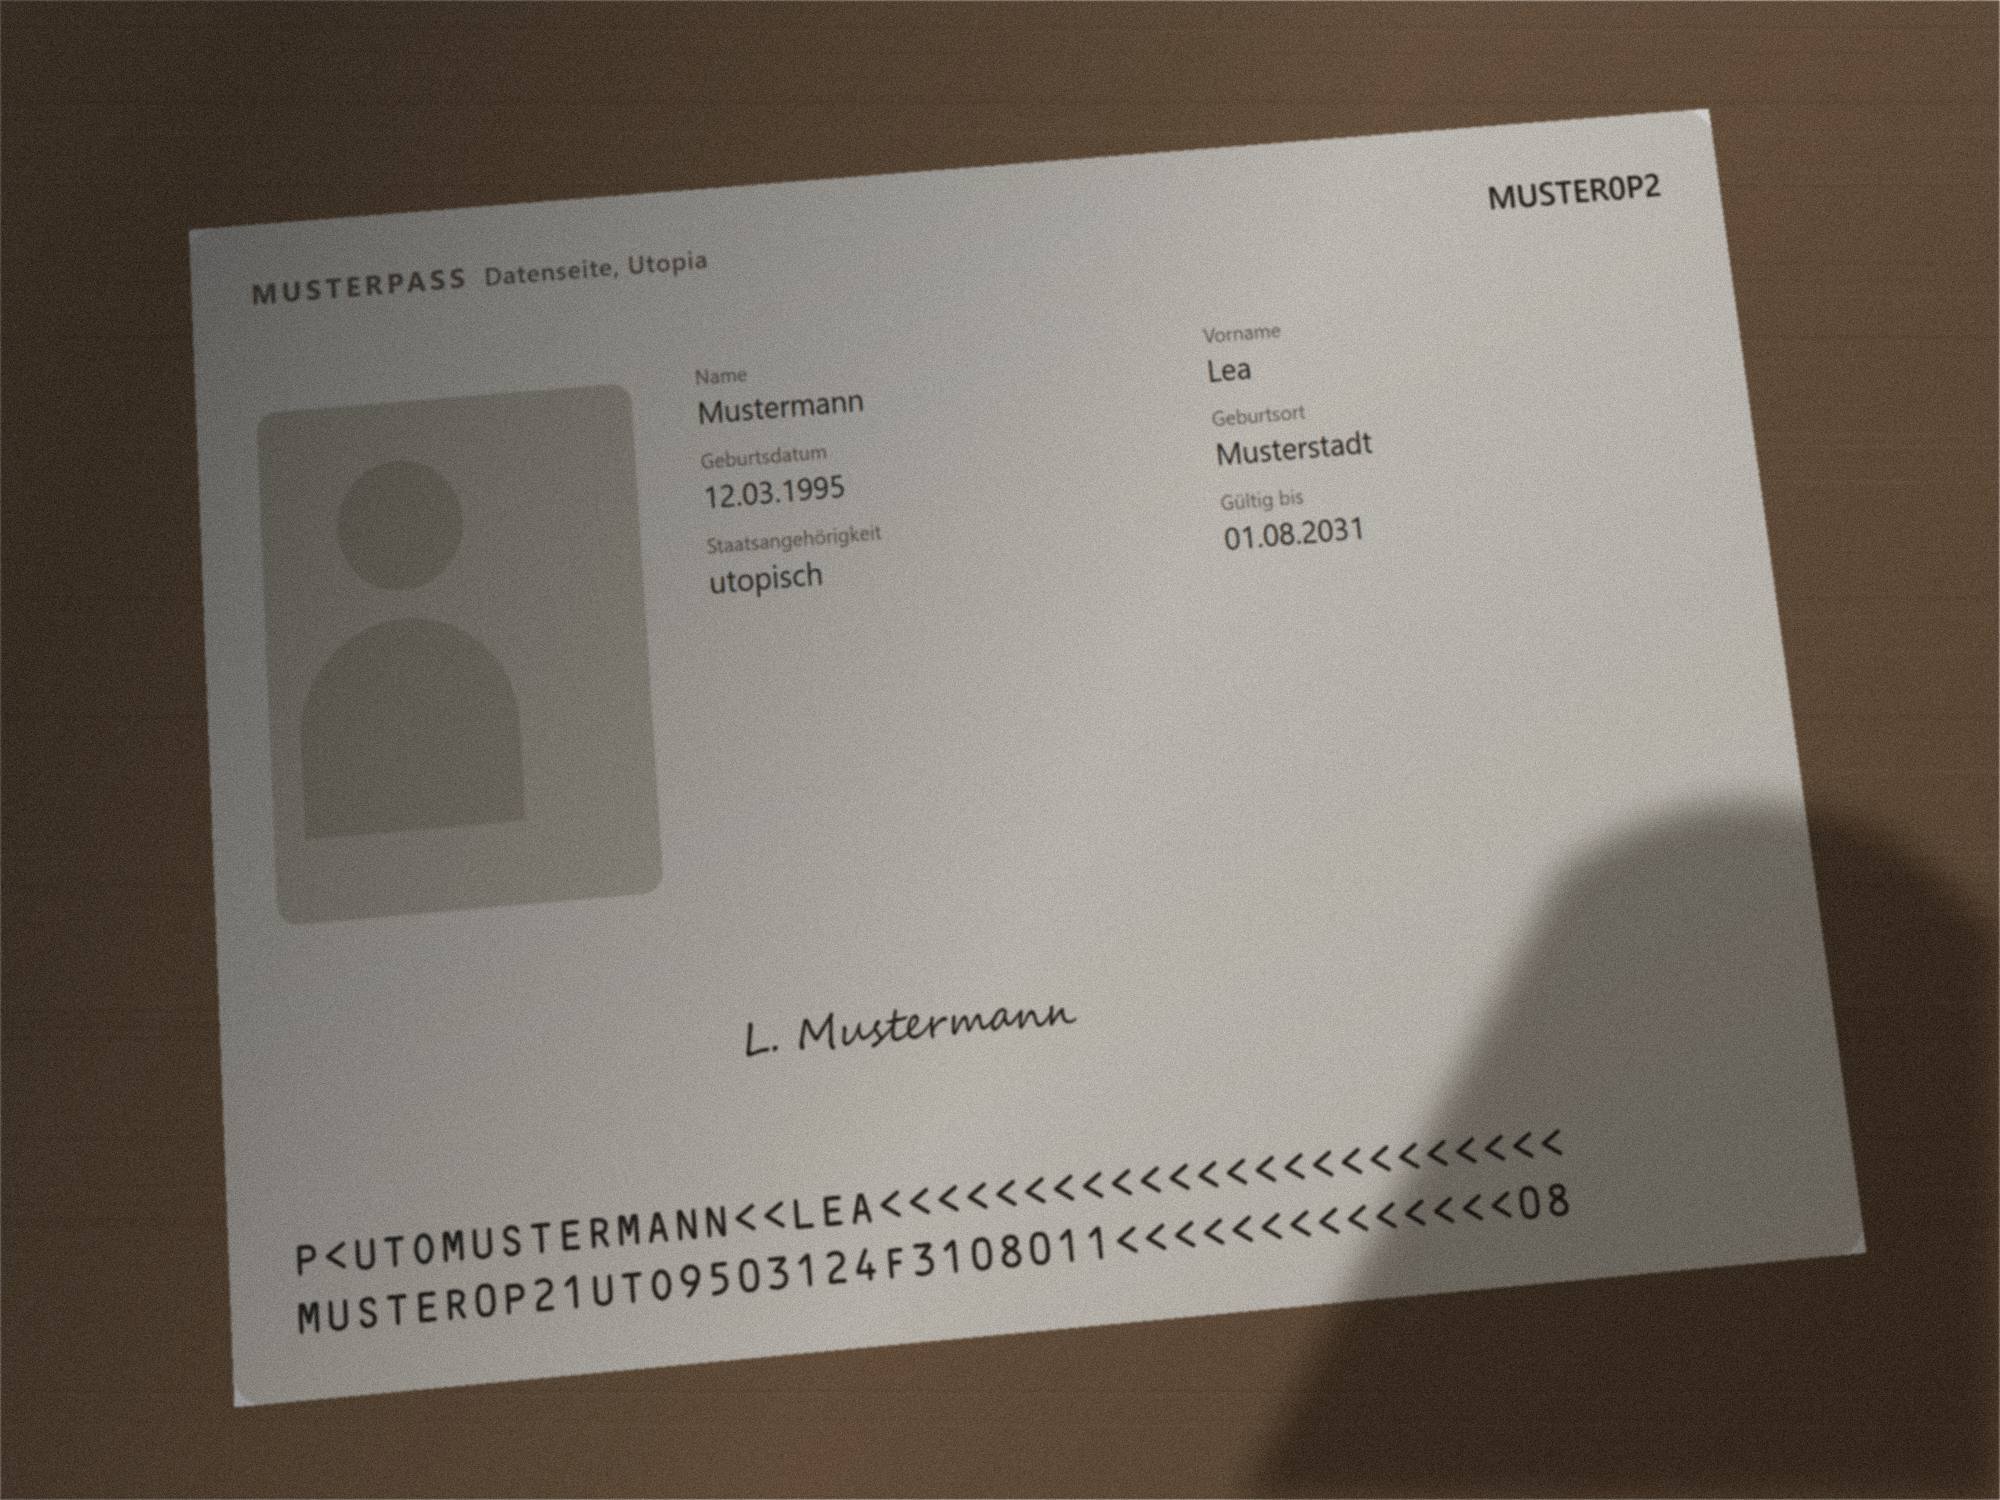 MUSTERPASS Datenseite, Utopia
MUSTER0P2
Name
Mustermann
Vorname
Lea
Geburtsdatum
12.03.1995
Geburtsort
Musterstadt
Staatsangehörigkeit
utopisch
Gültig bis
01.08.2031
L. Mustermann
P<UTOMUSTERMANN<<LEA<<<<<<<<<<<<<<<<<<<<<<<<
MUSTER0P21UTO9503124F3108011<<<<<<<<<<<<<<08